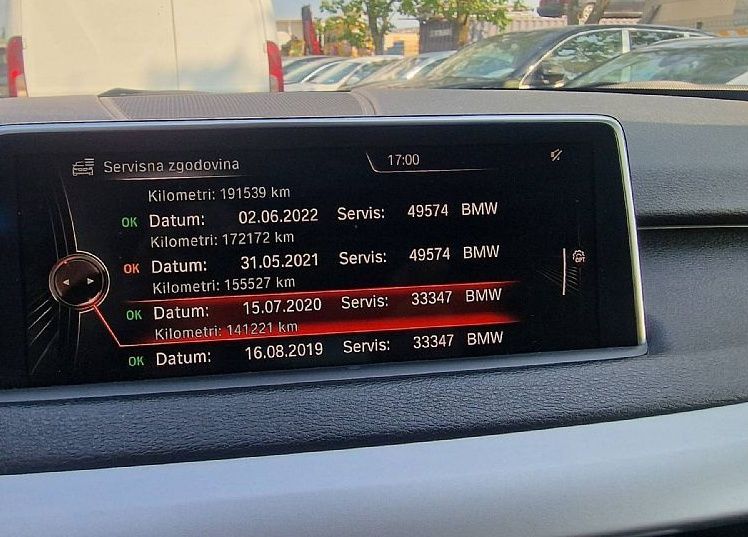 Servisna zgodovina 17:00
Kilometri: 191539 km
OK Datum: 02.06.2022 Servis: 49574 BMW
Kilometri: 172172 km
OK Datum: 31.05.2021 Servis: 49574 BMW
Kilometri: 155527 km
OK Datum: 15.07.2020 Servis: 33347 BMW
Kilometri: 141221 km
OK Datum: 16.08.2019 Servis: 33347 BMW
OPT